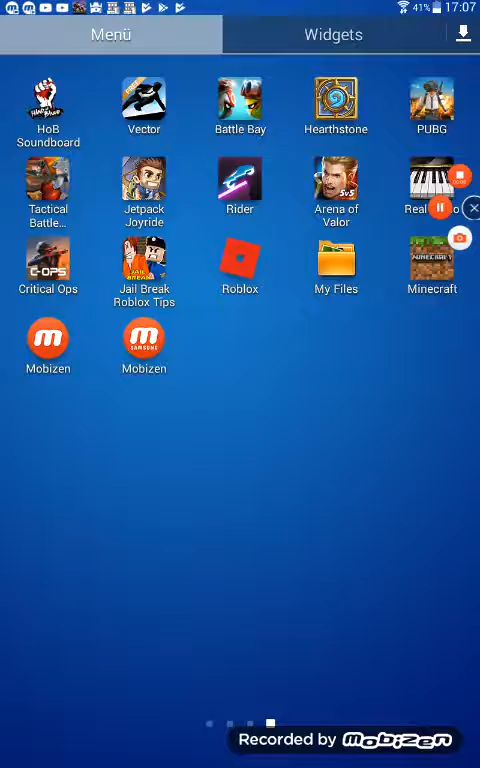 41% 17:07
Menü Widgets
HoB
Soundboard
Vector
Battle Bay
Hearthstone
PUBG
Tactical
Battle...
Jetpack
Joyride
Rider
Arena of
Valor
Critical Ops
Jail Break
Roblox Tips
Roblox
My Files
Minecraft
Mobizen
Mobizen
Recorded by mobizen